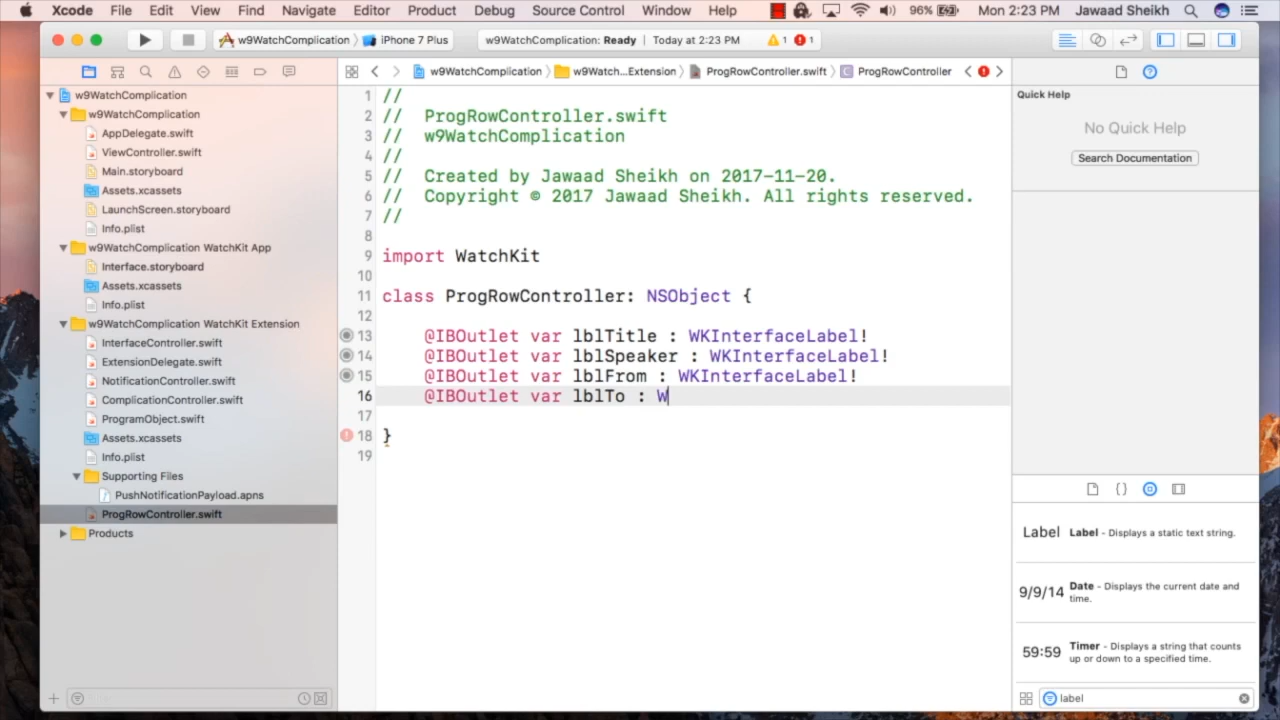 Xcode File Edit View Find Navigate Editor Product Debug Source Control Window Help 96% Mon 2:23 PM Jawaad Sheikh
w9WatchComplication iPhone 7 Plus w9WatchComplication: Ready | Today at 2:23 PM 1 1
w9WatchComplication w9Watch...Extension ProgRowController.swift C ProgRowController
w9WatchComplication
w9WatchComplication
AppDelegate.swift
ViewController.swift
Main.storyboard
Assets.xcassets
LaunchScreen.storyboard
Info.plist
w9WatchComplication WatchKit App
Interface.storyboard
Assets.xcassets
Info.plist
w9WatchComplication WatchKit Extension
InterfaceController.swift
ExtensionDelegate.swift
NotificationController.swift
ComplicationController.swift
ProgramObject.swift
Assets.xcassets
Info.plist
Supporting Files
PushNotificationPayload.apns
ProgRowController.swift
Products
1 //
2 // ProgRowController.swift
3 // w9WatchComplication
4 //
5 // Created by Jawaad Sheikh on 2017-11-20.
6 // Copyright © 2017 Jawaad Sheikh. All rights reserved.
7 //
8
9 import WatchKit
10
11 class ProgRowController: NSObject {
12
13 @IBOutlet var lblTitle : WKInterfaceLabel!
14 @IBOutlet var lblSpeaker : WKInterfaceLabel!
15 @IBOutlet var lblFrom : WKInterfaceLabel!
16 @IBOutlet var lblTo : W
17
18 }
19
Quick Help
No Quick Help
Search Documentation
Label Label - Displays a static text string.
9/9/14 Date - Displays the current date and
time.
59:59 Timer - Displays a string that counts
up or down to a specified time.
label